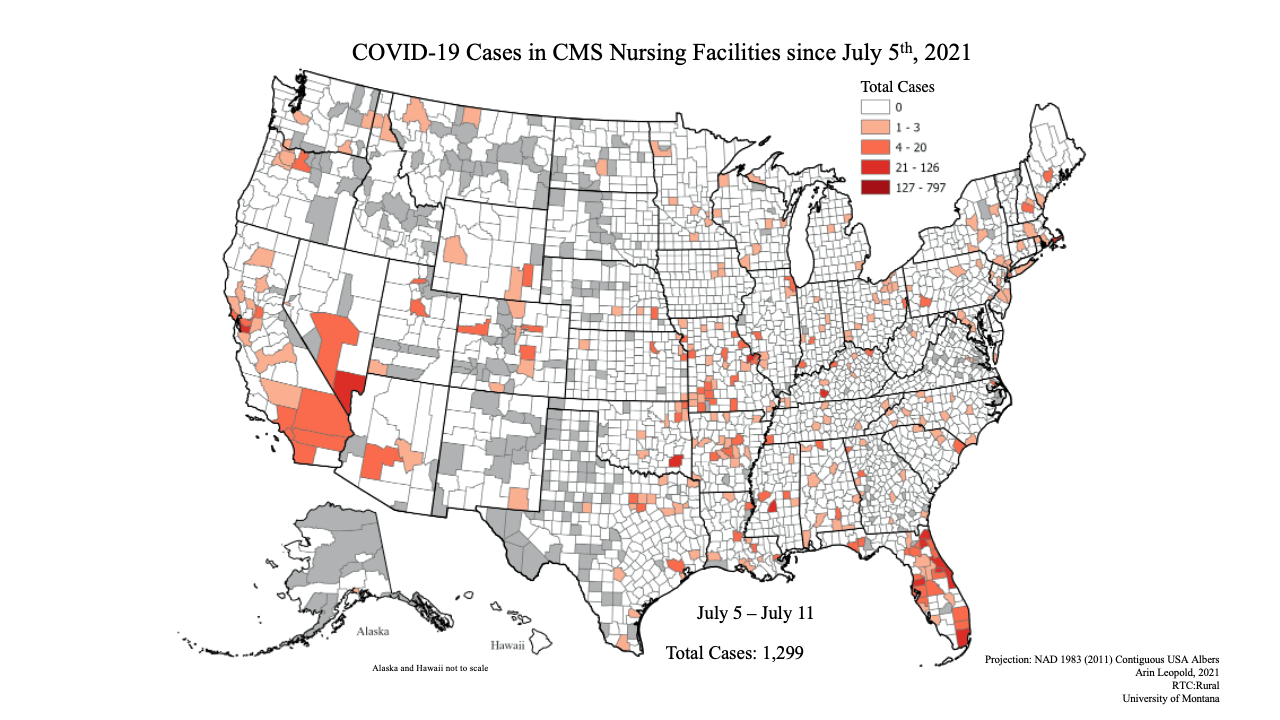 COVID-19 Cases in CMS Nursing Facilities since July 5th, 2021
Total Cases
0
1 - 3
4 - 20
21 - 126
127 - 797
July 5 – July 11
Total Cases: 1,299
Alaska
Hawaii
Alaska and Hawaii not to scale
Projection: NAD 1983 (2011) Contiguous USA Albers
Arin Leopold, 2021
RTC:Rural
University of Montana